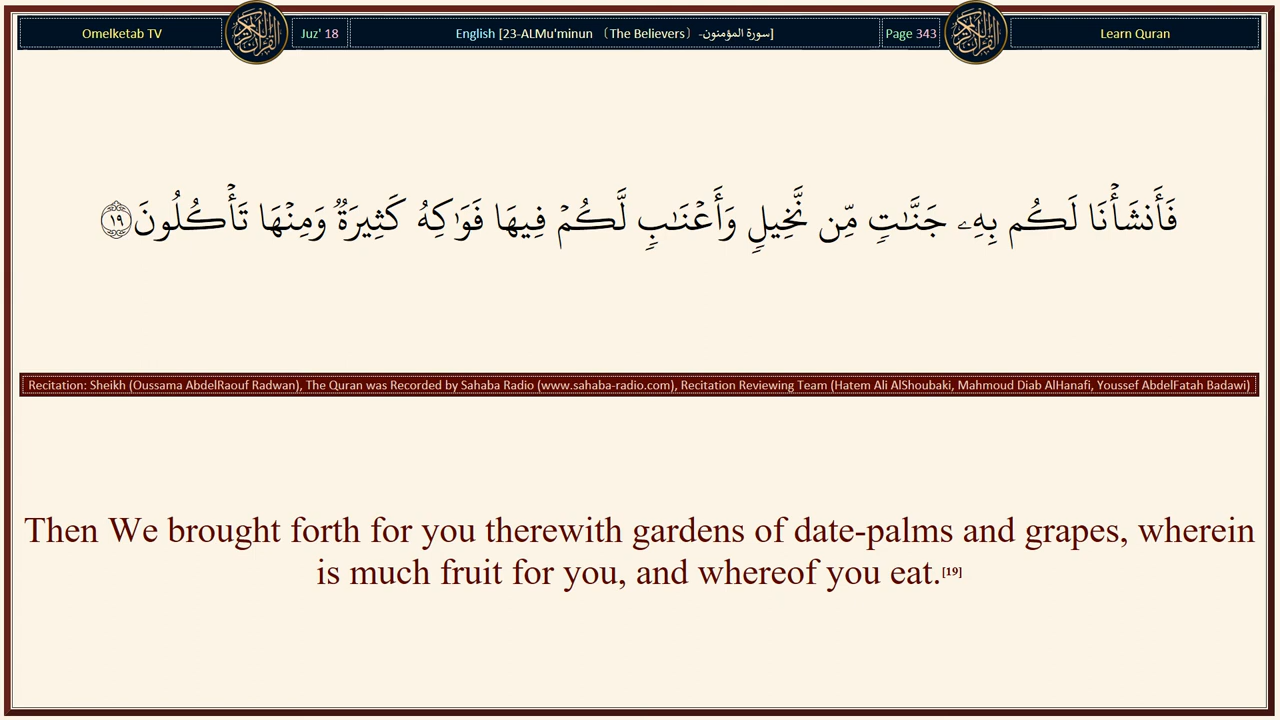 Omelketab TV
Juz' 18
English [23-ALMu'minun （The Believers） -سورة المؤمنون]
Page 343
Learn Quran
فَأَنشَأْنَا لَكُم بِهِۦ جَنَّـٰتٍ مِّن نَّخِيلٍ وَأَعْنَـٰبٍ لَّكُمْ فِيهَا فَوَٰكِهُ كَثِيرَةٌ وَمِنْهَا تَأْكُلُونَ ١٩
Recitation: Sheikh (Oussama AbdelRaouf Radwan), The Quran was Recorded by Sahaba Radio (www.sahaba-radio.com), Recitation Reviewing Team (Hatem Ali AlShoubaki, Mahmoud Diab AlHanafi, Youssef AbdelFatah Badawi)
Then We brought forth for you therewith gardens of date-palms and grapes, wherein
is much fruit for you, and whereof you eat.[19]